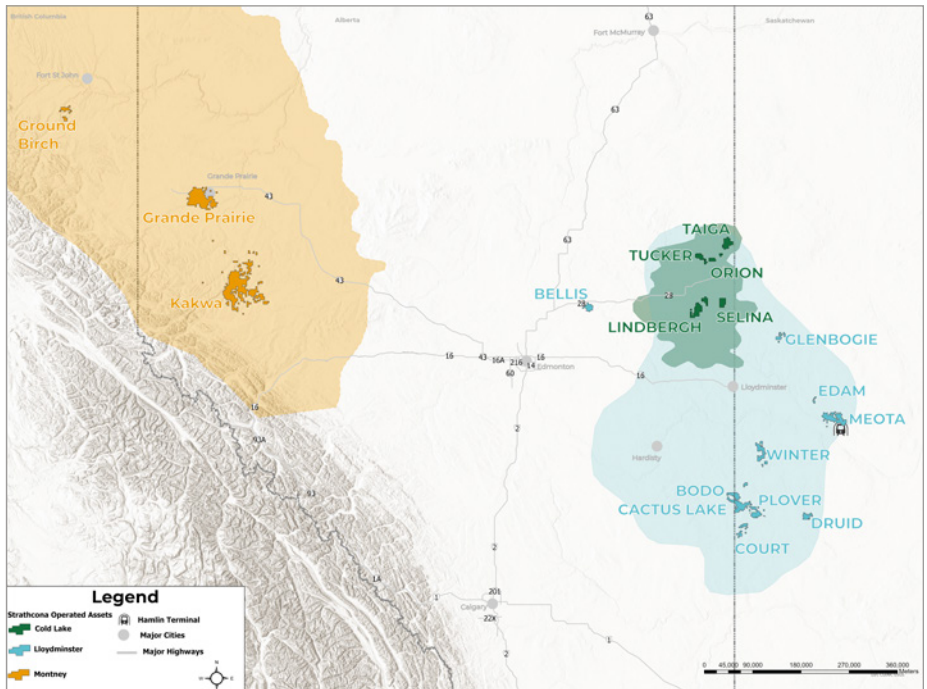 British Columbia
Alberta
Saskatchewan
63
Fort McMurray
Fort St John
Ground
Birch
63
Grande Prairie
43
Grande Prairie
63
TAIGA
TUCKER
ORION
43
Kakwa
BELLIS
28
28
LINDBERGH
SELINA
GLENBOGIE
16
43
16A
216
16
14
Edmonton
60
16
Lloydminster
EDAM
MEOTA
16
2
93A
Hardisty
WINTER
93
BODO
CACTUS LAKE
PLOVER
DRUID
COURT
2
1A
1
201
Calgary
22X
1
2
2
Legend
Strathcona Operated Assets
Cold Lake
Lloydminster
Montney
Hamlin Terminal
Major Cities
Major Highways
N
W
E
S
0 45,000 90,000 180,000 270,000 360,000
Meters